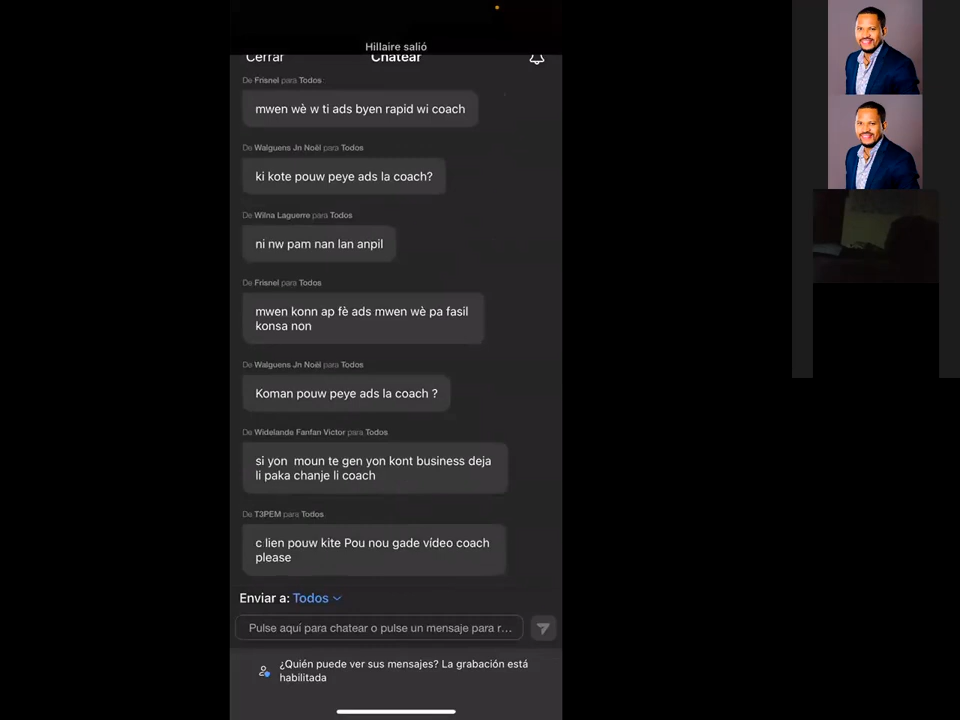 Hillaire salió
Cerrar
Chatear
De Frisnel para Todos
mwen wè w ti ads byen rapid wi coach
De Walguens Jn Noël para Todos
ki kote pouw peye ads la coach?
De Wilna Laguerre para Todos
ni nw pam nan lan anpil
De Frisnel para Todos
mwen konn ap fè ads mwen wè pa fasil
konsa non
De Walguens Jn Noël para Todos
Koman pouw peye ads la coach ?
De Widelande Fanfan Victor para Todos
si yon  moun te gen yon kont business deja
li paka chanje li coach
De T3PEM para Todos
c lien pouw kite Pou nou gade vídeo coach
please
Enviar a: Todos
Pulse aquí para chatear o pulse un mensaje para r...
¿Quién puede ver sus mensajes? La grabación está
habilitada